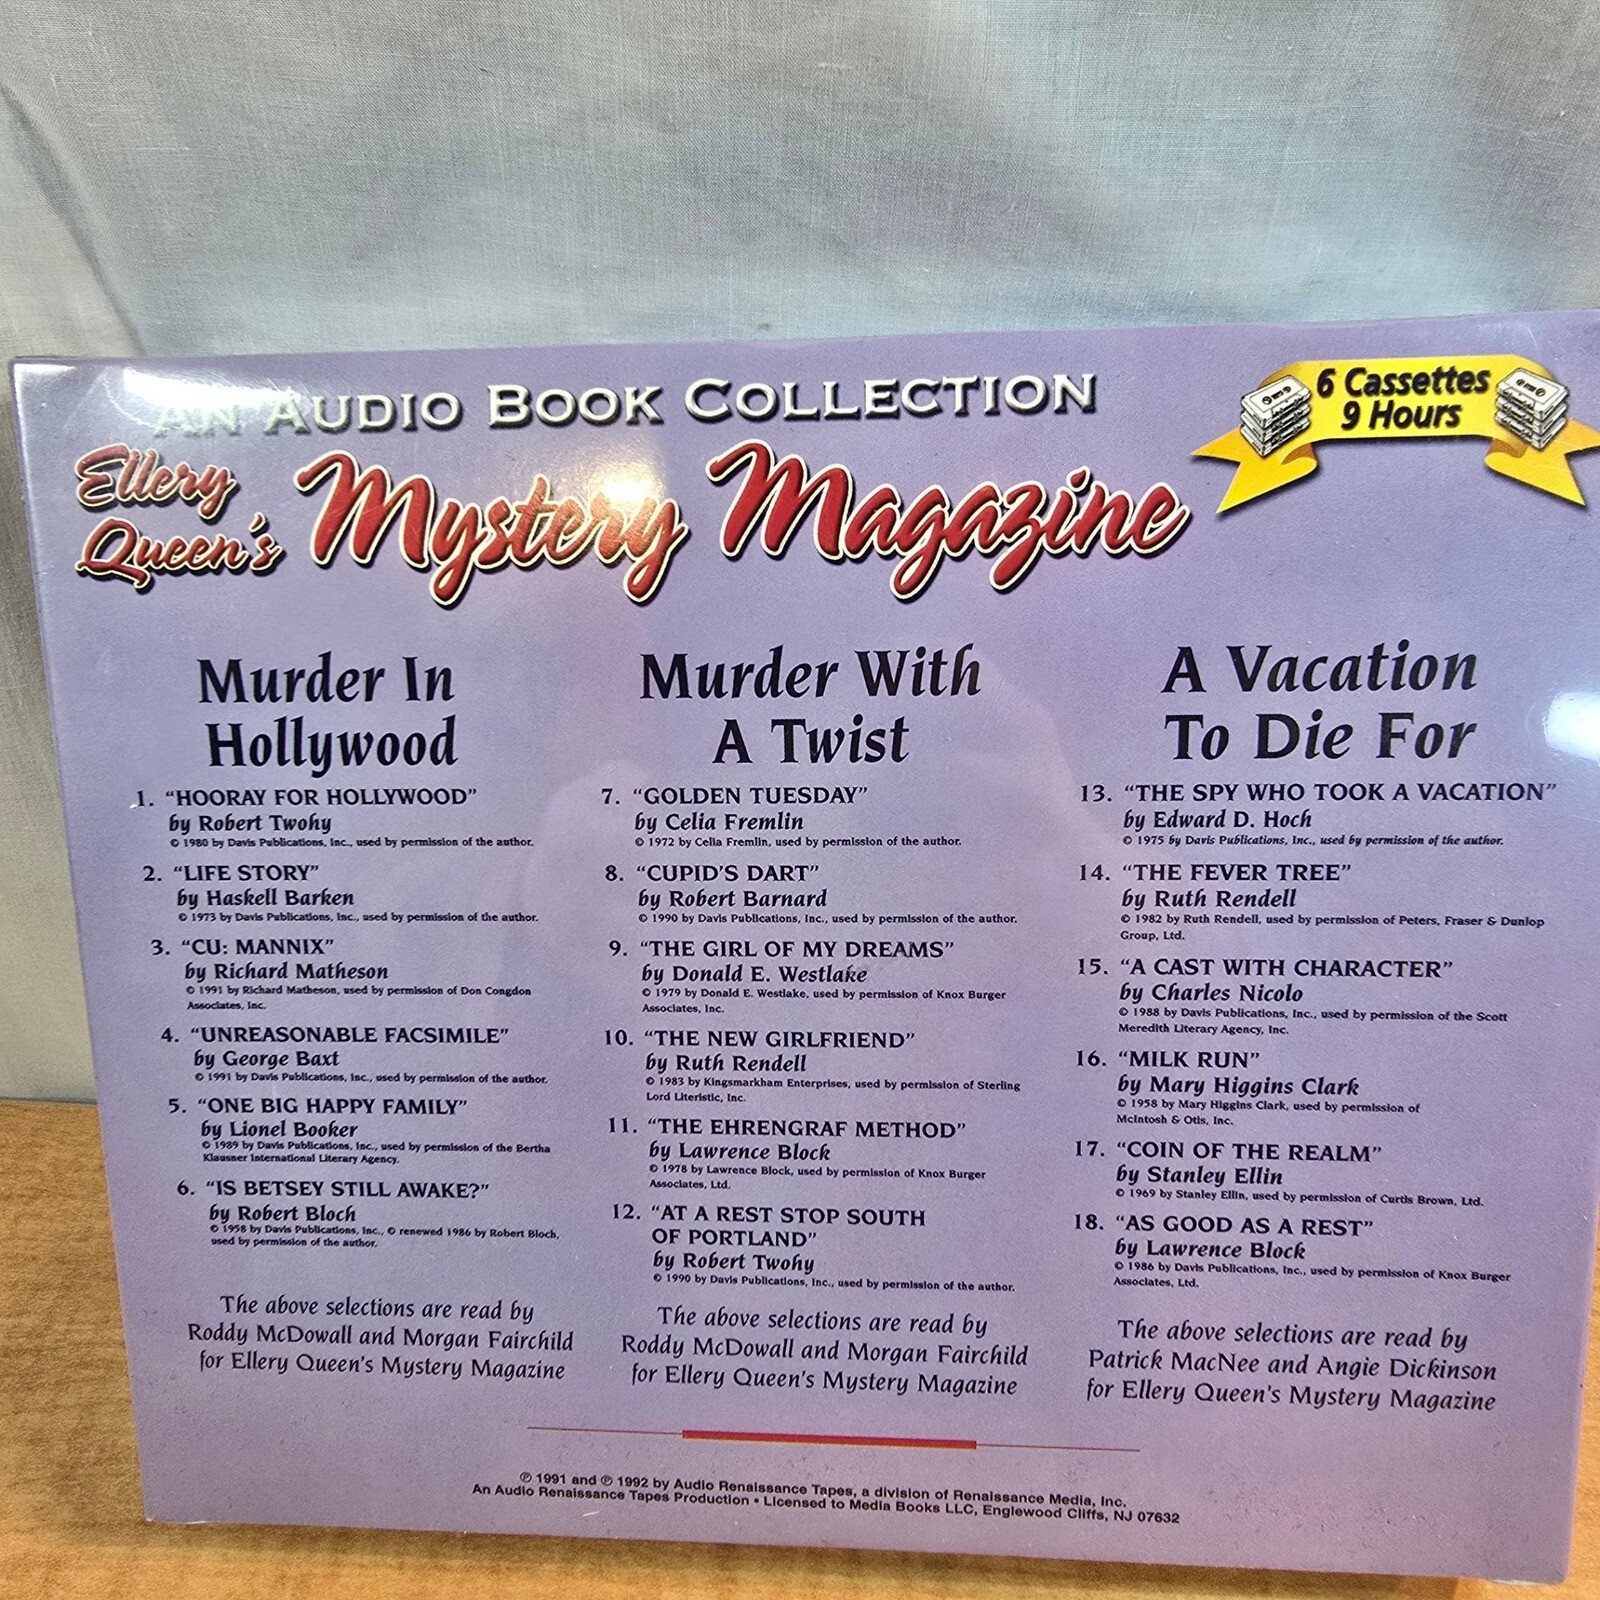 AN AUDIO BOOK COLLECTION
Ellery Queen's Mystery Magazine
6 Cassettes
9 Hours
Murder In
Hollywood
1. "HOORAY FOR HOLLYWOOD"
by Robert Twohy
© 1980 by Davis Publications, Inc., used by permission of the author.
2. "LIFE STORY"
by Haskell Barken
© 1973 by Davis Publications, Inc., used by permission of the author.
3. "CU: MANNIX"
by Richard Matheson
© 1991 by Richard Matheson, used by permission of Don Congdon
Associates, Inc.
4. "UNREASONABLE FACSIMILE"
by George Baxt
© 1991 by Davis Publications, Inc., used by permission of the author.
5. "ONE BIG HAPPY FAMILY"
by Lionel Booker
© 1989 by Davis Publications, Inc., used by permission of the Bertha
Klausner International Literary Agency.
6. "IS BETSEY STILL AWAKE?"
by Robert Bloch
© 1958 by Davis Publications, Inc., © renewed 1986 by Robert Bloch,
used by permission of the author.
The above selections are read by
Roddy McDowall and Morgan Fairchild
for Ellery Queen's Mystery Magazine
Murder With
A Twist
7. "GOLDEN TUESDAY"
by Celia Fremlin
© 1972 by Celia Fremlin, used by permission of the author.
8. "CUPID'S DART"
by Robert Barnard
© 1990 by Davis Publications, Inc., used by permission of the author.
9. "THE GIRL OF MY DREAMS"
by Donald E. Westlake
© 1979 by Donald E. Westlake, used by permission of Knox Burger
Associates, Inc.
10. "THE NEW GIRLFRIEND"
by Ruth Rendell
© 1983 by Kingsmarkham Enterprises, used by permission of Sterling
Lord Literistic, Inc.
11. "THE EHRENGRAF METHOD"
by Lawrence Block
© 1978 by Lawrence Block, used by permission of Knox Burger
Associates, Ltd.
12. "AT A REST STOP SOUTH
OF PORTLAND"
by Robert Twohy
© 1990 by Davis Publications, Inc., used by permission of the author.
The above selections are read by
Roddy McDowall and Morgan Fairchild
for Ellery Queen's Mystery Magazine
A Vacation
To Die For
13. "THE SPY WHO TOOK A VACATION"
by Edward D. Hoch
© 1975 by Davis Publications, Inc., used by permission of the author.
14. "THE FEVER TREE"
by Ruth Rendell
© 1982 by Ruth Rendell, used by permission of Peters, Fraser & Dunlop
Group, Ltd.
15. "A CAST WITH CHARACTER"
by Charles Nicolo
© 1988 by Davis Publications, Inc., used by permission of the Scott
Meredith Literary Agency, Inc.
16. "MILK RUN"
by Mary Higgins Clark
© 1958 by Mary Higgins Clark, used by permission of
McIntosh & Otis, Inc.
17. "COIN OF THE REALM"
by Stanley Ellin
© 1969 by Stanley Ellin, used by permission of Curtis Brown, Ltd.
18. "AS GOOD AS A REST"
by Lawrence Block
© 1986 by Davis Publications, Inc., used by permission of Knox Burger
Associates, Ltd.
The above selections are read by
Patrick MacNee and Angie Dickinson
for Ellery Queen's Mystery Magazine
℗ 1991 and ℗ 1992 by Audio Renaissance Tapes, a division of Renaissance Media, Inc.
An Audio Renaissance Tapes Production • Licensed to Media Books LLC, Englewood Cliffs, NJ 07632